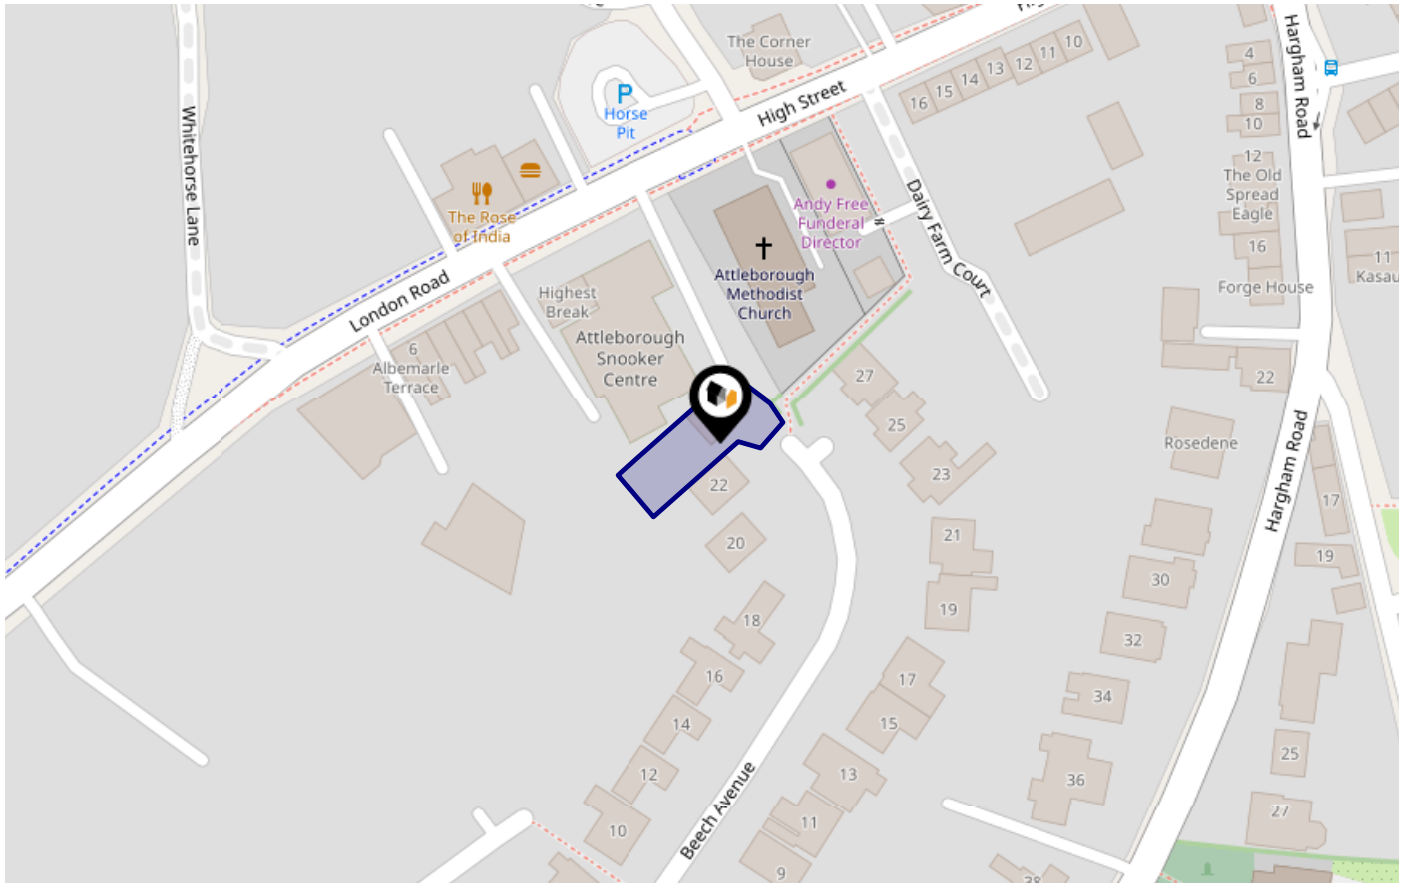 The Corner
House
P
Horse
Pit
High Street
16
15
14
13
12
11
10
Hargham Road
4
6
8
10
12
The Old
Spread
Eagle
16
Forge House
11
Kasau
Whitehorse Lane
The Rose
of India
London Road
Highest
Break
Attleborough
Snooker
Centre
6
Albemarle
Terrace
Andy Free
Funderal
Director
Attleborough
Methodist
Church
Dairy Farm Court
27
25
23
22
Rosedene
Hargham Road
22
20
21
19
17
19
30
32
18
16
17
34
14
15
12
13
36
25
10
11
27
9
Beech Avenue
38